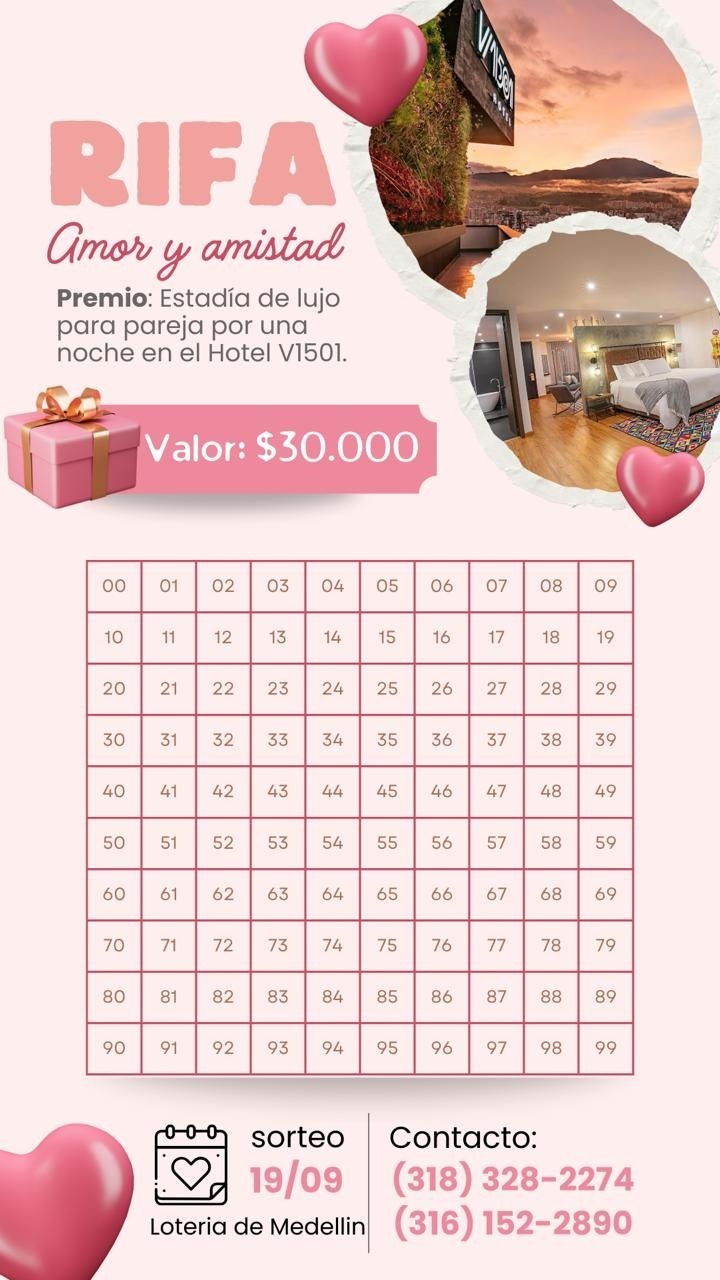 V1501
HOTEL
RIFA
Amor y amistad
Premio: Estadía de lujo
para pareja por una
noche en el Hotel V1501.
Valor: $30.000
00 01 02 03 04 05 06 07 08 09
10 11 12 13 14 15 16 17 18 19
20 21 22 23 24 25 26 27 28 29
30 31 32 33 34 35 36 37 38 39
40 41 42 43 44 45 46 47 48 49
50 51 52 53 54 55 56 57 58 59
60 61 62 63 64 65 66 67 68 69
70 71 72 73 74 75 76 77 78 79
80 81 82 83 84 85 86 87 88 89
90 91 92 93 94 95 96 97 98 99
sorteo
19/09
Loteria de Medellin
Contacto:
(318) 328-2274
(316) 152-2890